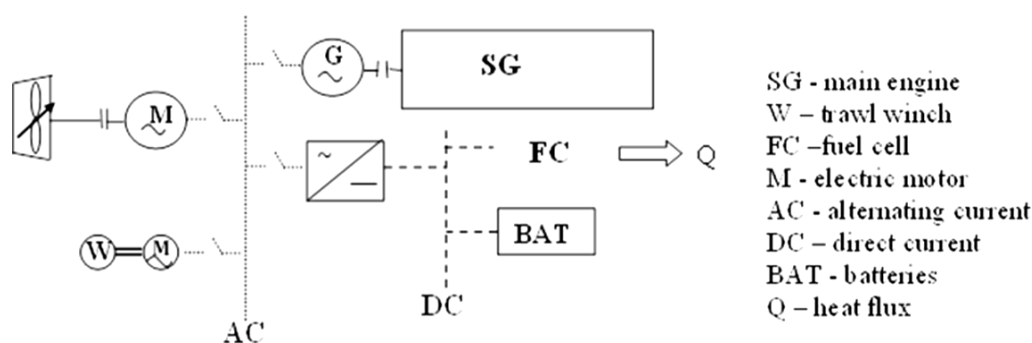 G
~
SG
M
~
FC
Q
~
BAT
W
M
AC
DC
SG - main engine
W – trawl winch
FC –fuel cell
M - electric motor
AC - alternating current
DC – direct current
BAT - batteries
Q – heat flux